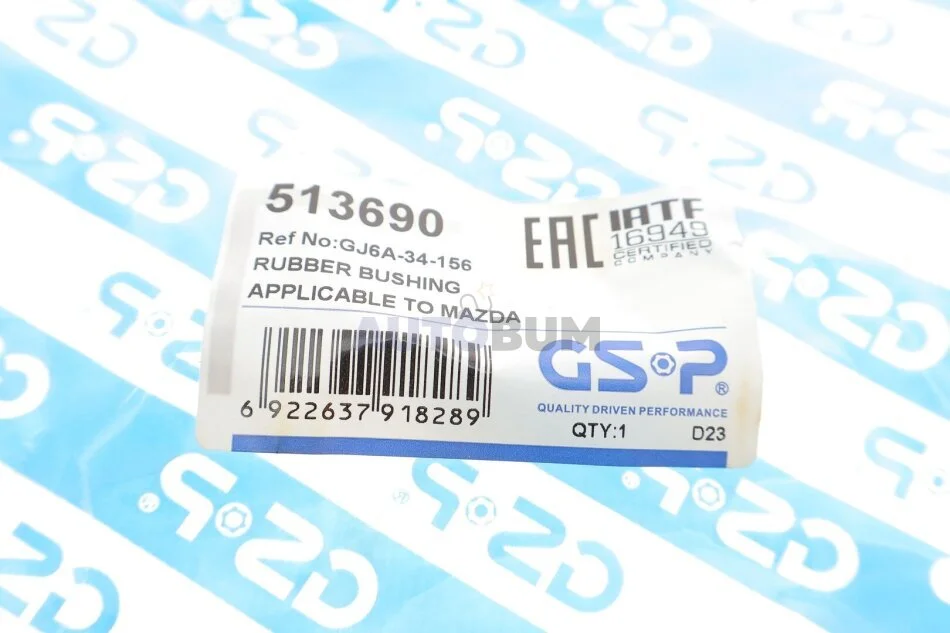 513690
Ref No:GJ6A-34-156
RUBBER BUSHING
APPLICABLE TO MAZDA
EAC
IATF
16949
CERTIFIED
COMPANY
AUTOBUM
6 922637 918289
GSP®
QUALITY DRIVEN PERFORMANCE
QTY:1
D23